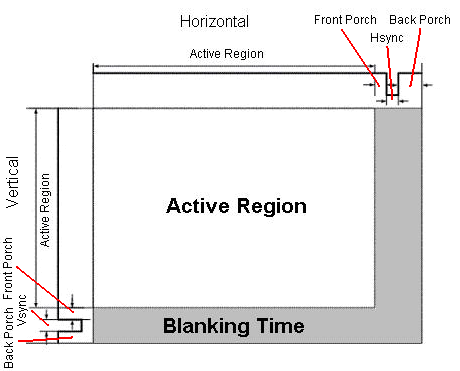 Horizontal
Front Porch
Back Porch
Hsync
Active Region
Vertical
Active Region
Active Region
Front Porch
Vsync
Back Porch
Blanking Time